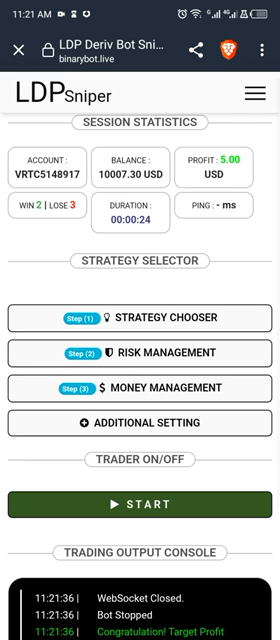 11:21 AM
LDP Deriv Bot Sni...
binarybot.live
LDPSniper
SESSION STATISTICS
ACCOUNT :
VRTC5148917
BALANCE :
10007.30 USD
PROFIT : 5.00
USD
WIN 2 | LOSE 3
DURATION :
00:00:24
PING : - ms
STRATEGY SELECTOR
Step (1) STRATEGY CHOOSER
Step (2) RISK MANAGEMENT
Step (3) $ MONEY MANAGEMENT
ADDITIONAL SETTING
TRADER ON/OFF
START
TRADING OUTPUT CONSOLE
11:21:36 | WebSocket Closed.
11:21:36 | Bot Stopped
11:21:36 | Congratulation! Target Profit